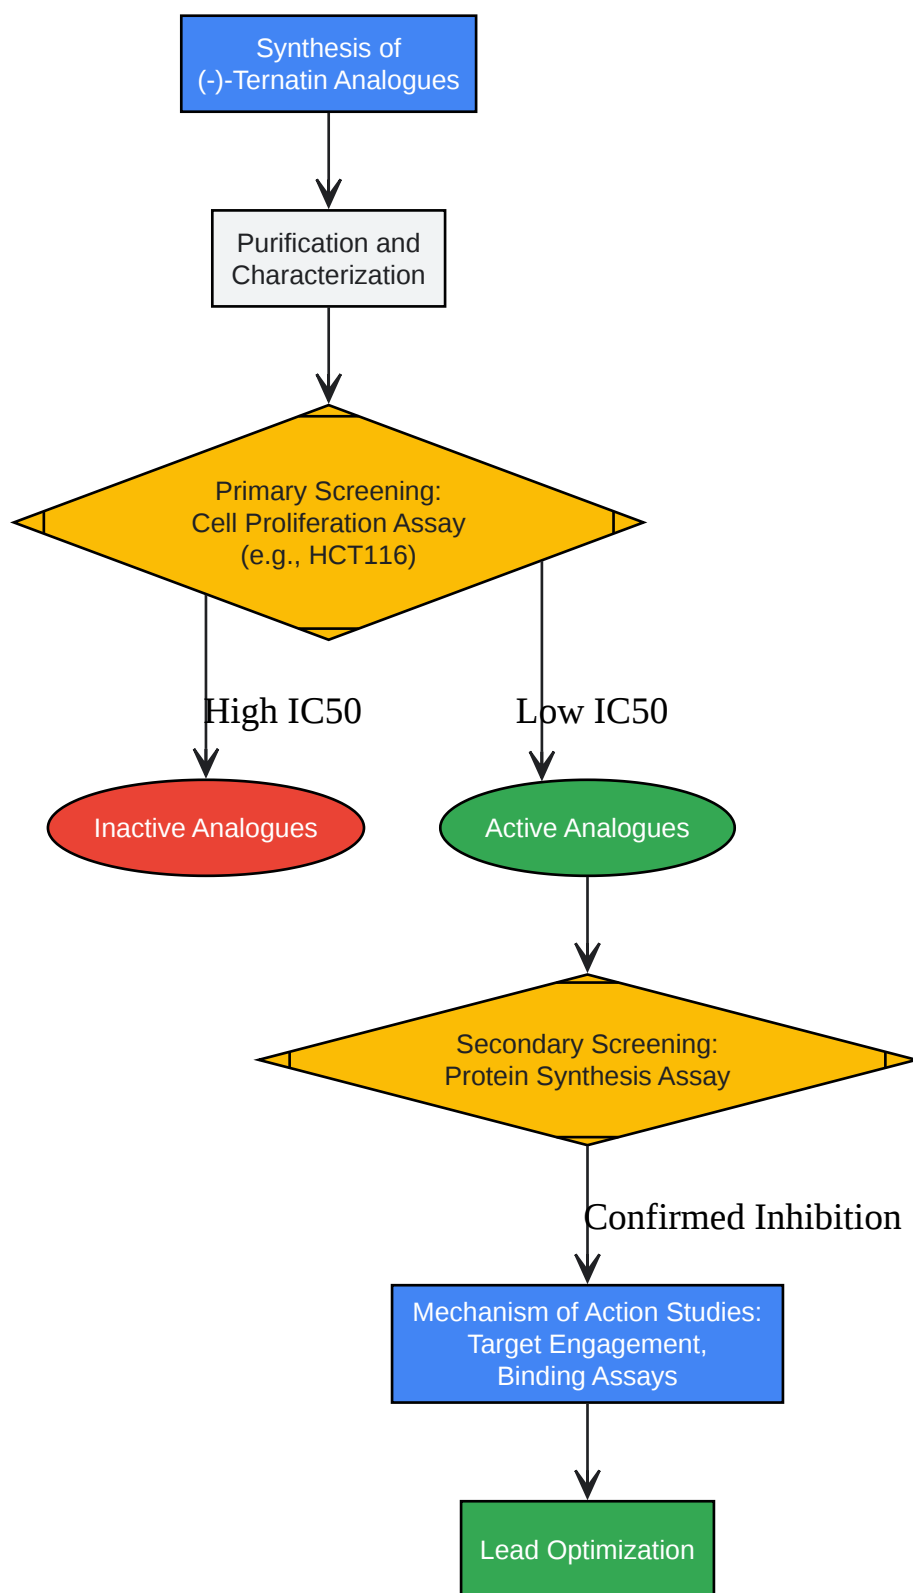 Synthesis of
(-)-Ternatin Analogues
Purification and
Characterization
Primary Screening:
Cell Proliferation Assay
(e.g., HCT116)
High IC50
Low IC50
Inactive Analogues
Active Analogues
Secondary Screening:
Protein Synthesis Assay
Confirmed Inhibition
Mechanism of Action Studies:
Target Engagement,
Binding Assays
Lead Optimization